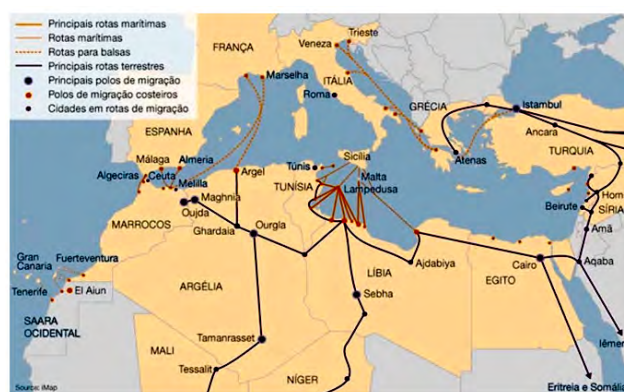 Principais rotas marítimas
Rotas marítimas
Rotas para balsas
Principais rotas terrestres
Principais polos de migração
Polos de migração costeiros
Cidades em rotas de migração
FRANÇA
Veneza
Trieste
Marselha
ITÁLIA
Roma
GRÉCIA
Istambul
Ancara
TURQUIA
Atenas
ESPANHA
Málaga
Almeria
Algeciras
Ceuta
Melilla
Argel
Túnis
Sicília
Malta
Lampedusa
TUNÍSIA
Maghnia
Oujda
MARROCOS
Ghardaia
Ourgla
Hom
SÍRIA
Beirute
Amã
Gran
Canaria
Fuerteventura
Tenerife
El Aiun
SAARA
OCIDENTAL
ARGÉLIA
LÍBIA
Ajdabiya
Sebha
EGITO
Cairo
Aqaba
Tamanrasset
MALI
Tessalit
NÍGER
Iêmen
Eritreia e Somália
Source: iMap